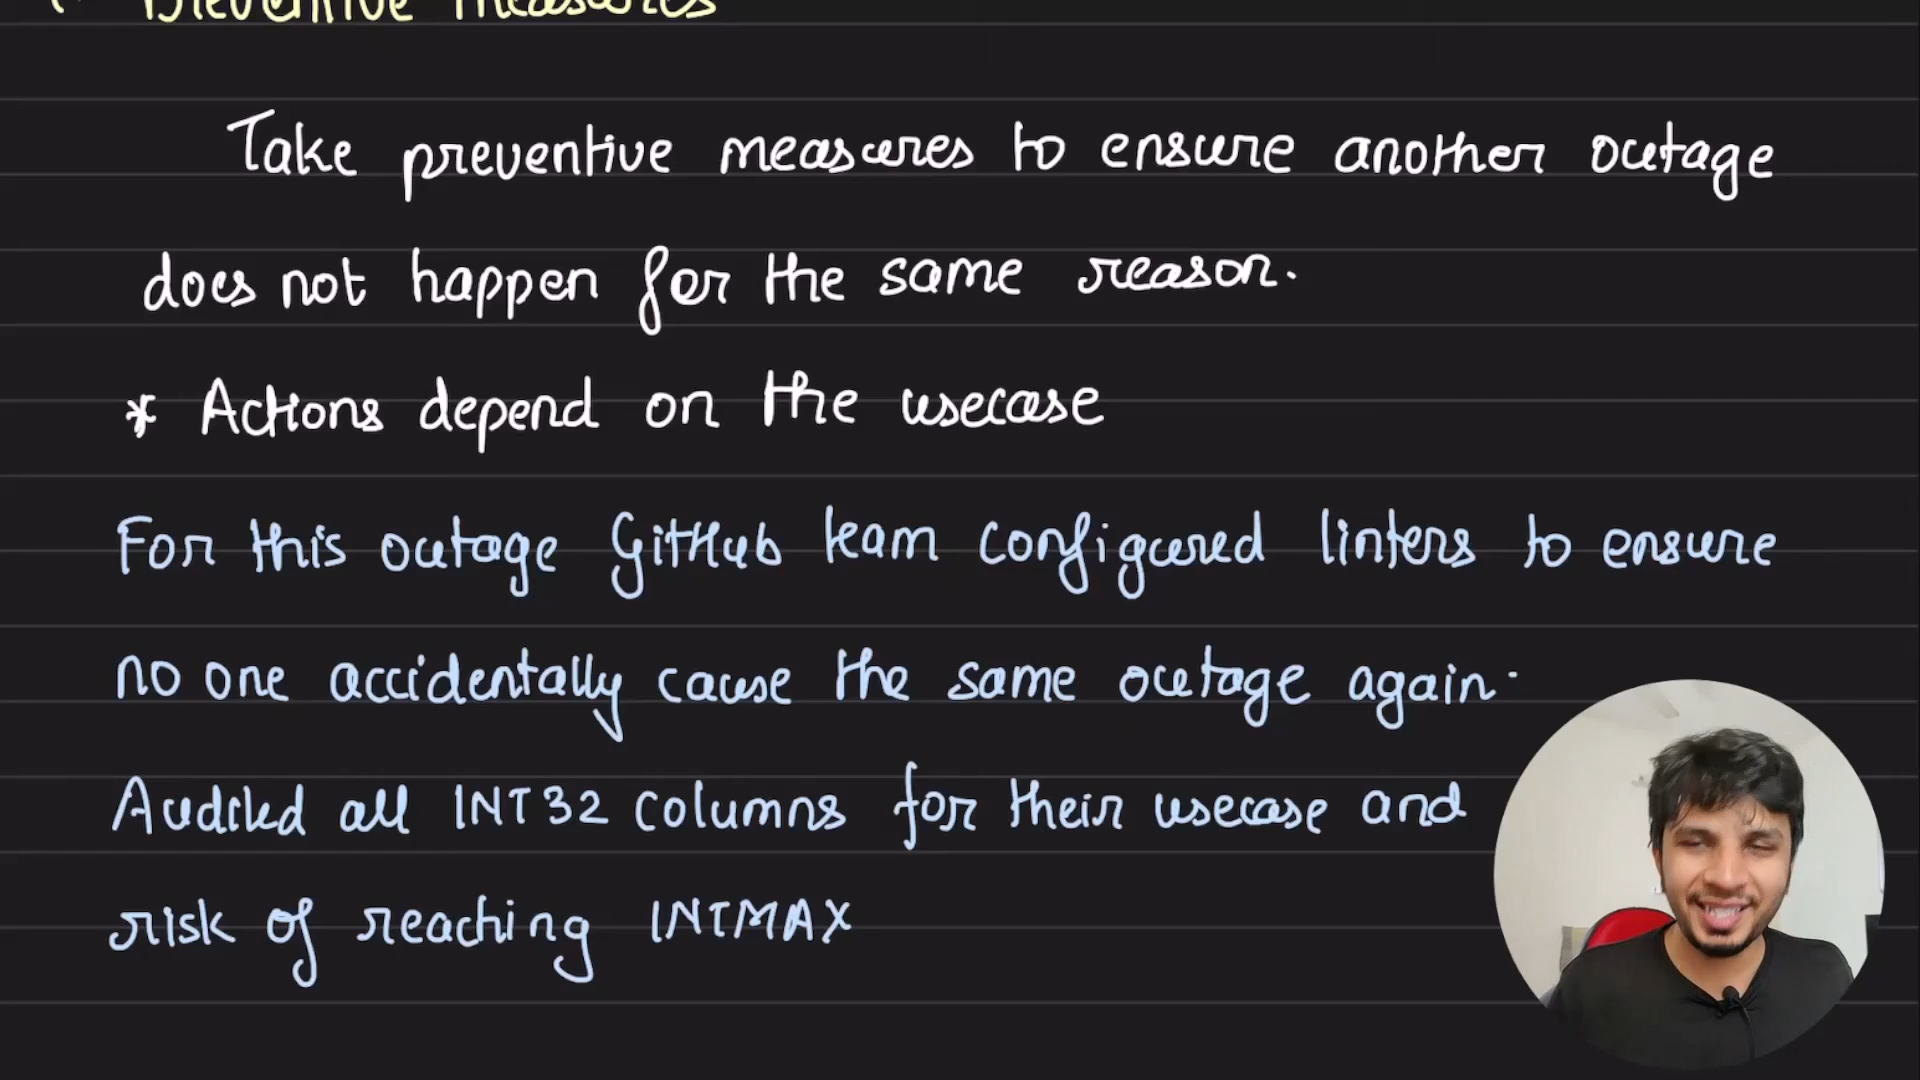 Preventive measures
Take preventive measures to ensure another outage
does not happen for the same reason.
* Actions depend on the usecase
For this outage GitHub team configured linters to ensure
no one accidentally cause the same outage again.
Audited all INT32 columns for their usecase and
risk of reaching INTMAX